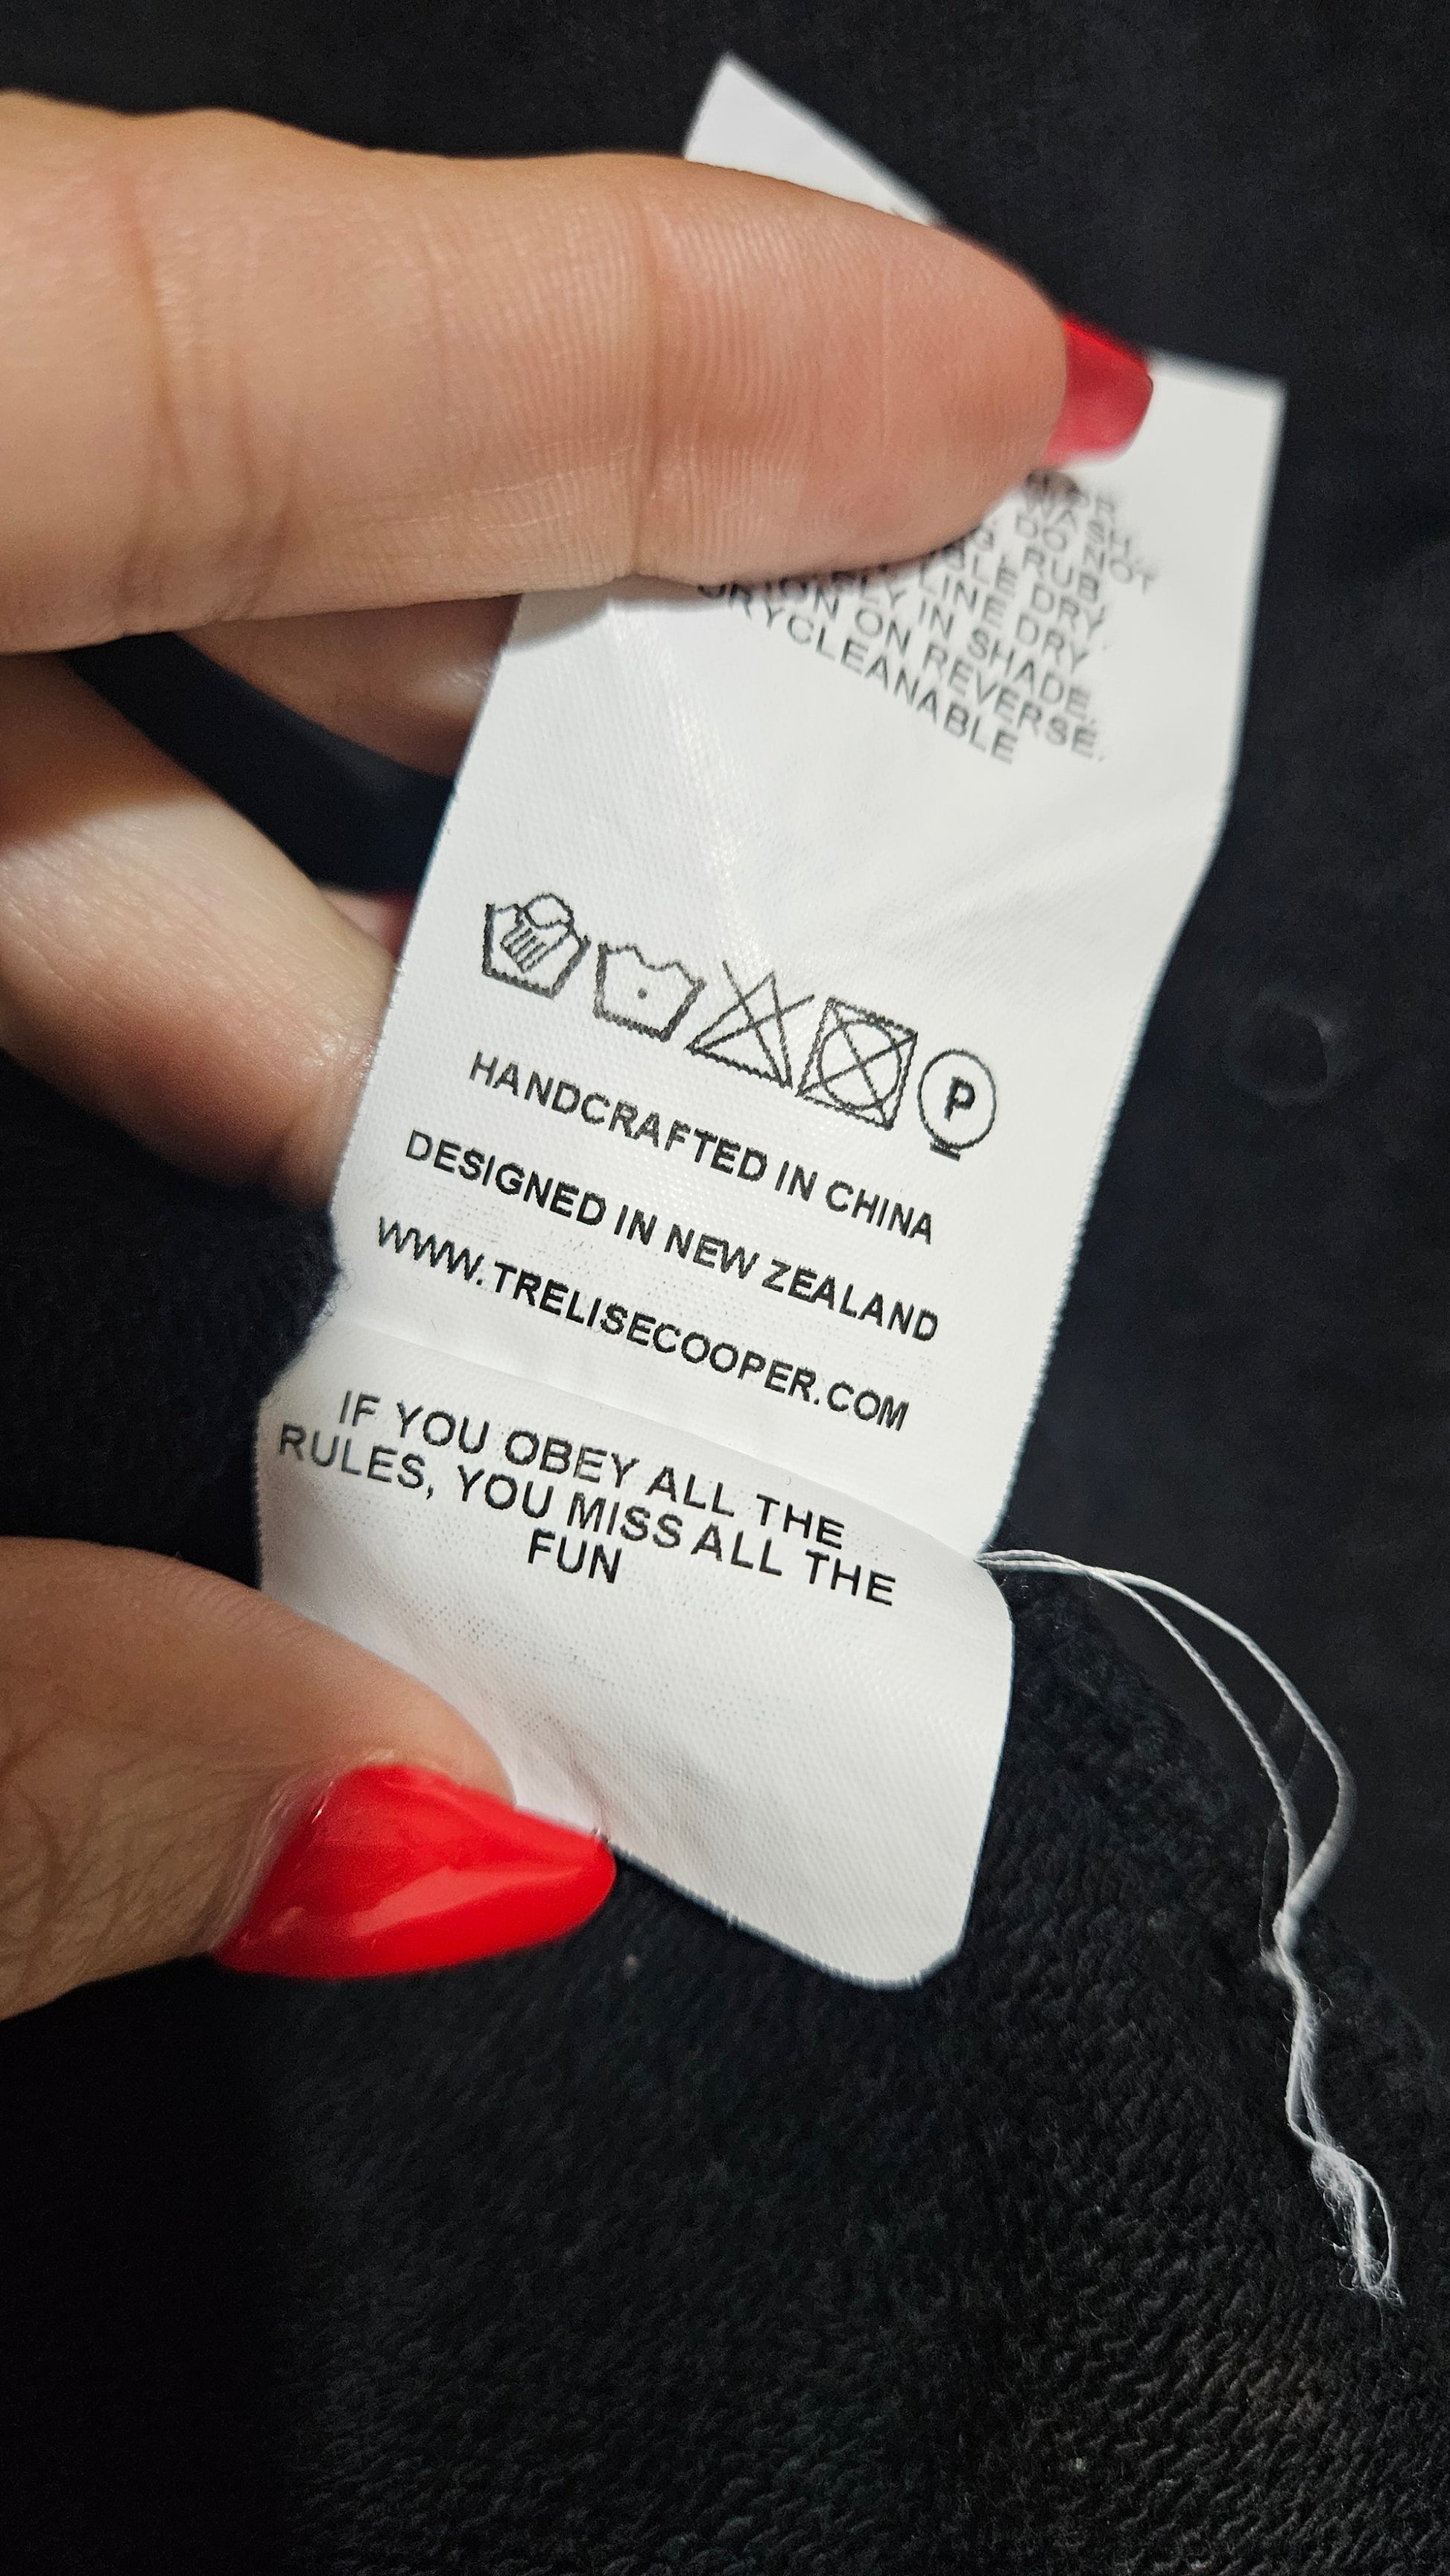 WASH.
DO NOT
RUB.
LINE DRY
IN SHADE.
ON REVERSE.
DRYCLEANABLE
P
HANDCRAFTED IN CHINA
DESIGNED IN NEW ZEALAND
WWW.TRELISECOOPER.COM
IF YOU OBEY ALL THE
RULES, YOU MISS ALL THE
FUN